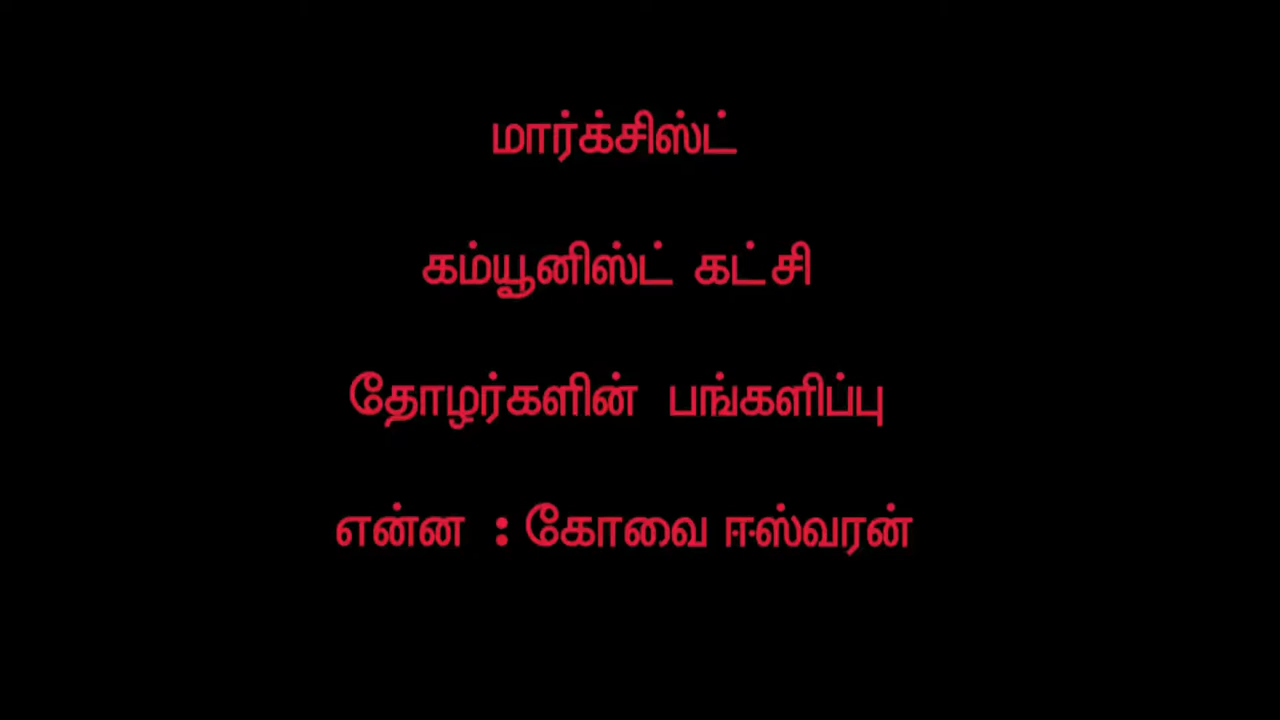 மார்க்சிஸ்ட்
கம்யூனிஸ்ட் கட்சி
தோழர்களின் பங்களிப்பு
என்ன : கோவை ஈஸ்வரன்